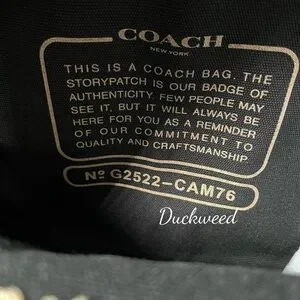 COACH
NEW YORK
THIS IS A COACH BAG. THE
STORYPATCH IS OUR BADGE OF
AUTHENTICITY. FEW PEOPLE MAY
SEE IT, BUT IT WILL ALWAYS BE
HERE FOR YOU AS A REMINDER
OF OUR COMMITMENT TO
QUALITY AND CRAFTSMANSHIP
Nº G2522-CAM76
Duckweed